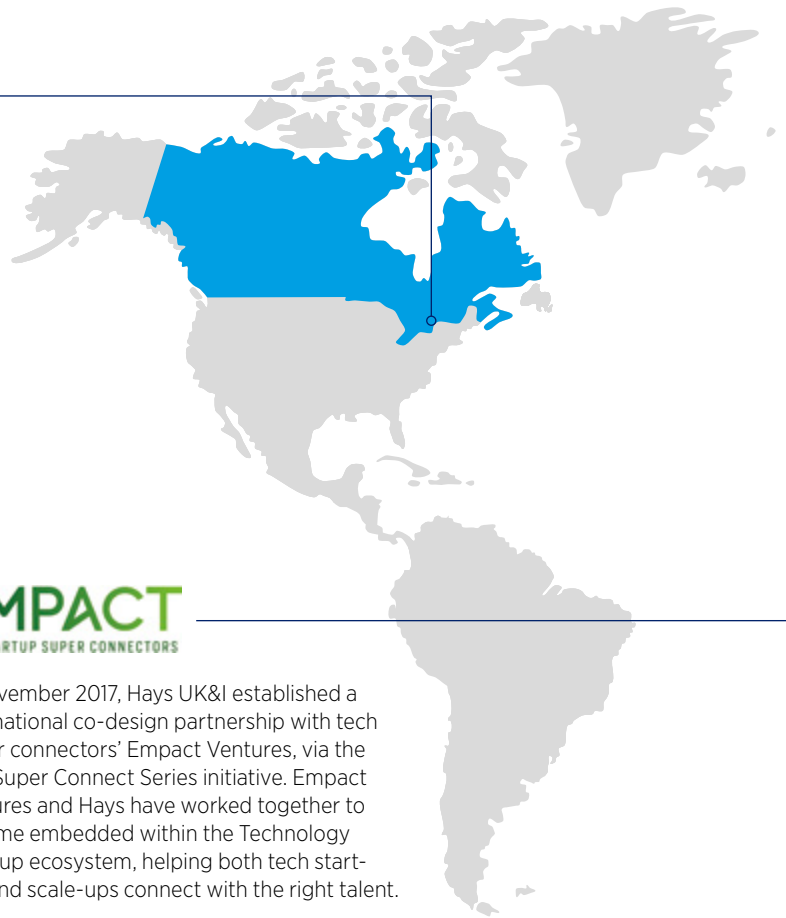 MPACT
ARTUP SUPER CONNECTORS
vember 2017, Hays UK&I established a
national co-design partnership with tech
r connectors’ Empact Ventures, via the
Super Connect Series initiative. Empact
ures and Hays have worked together to
me embedded within the Technology
up ecosystem, helping both tech start-
nd scale-ups connect with the right talent.